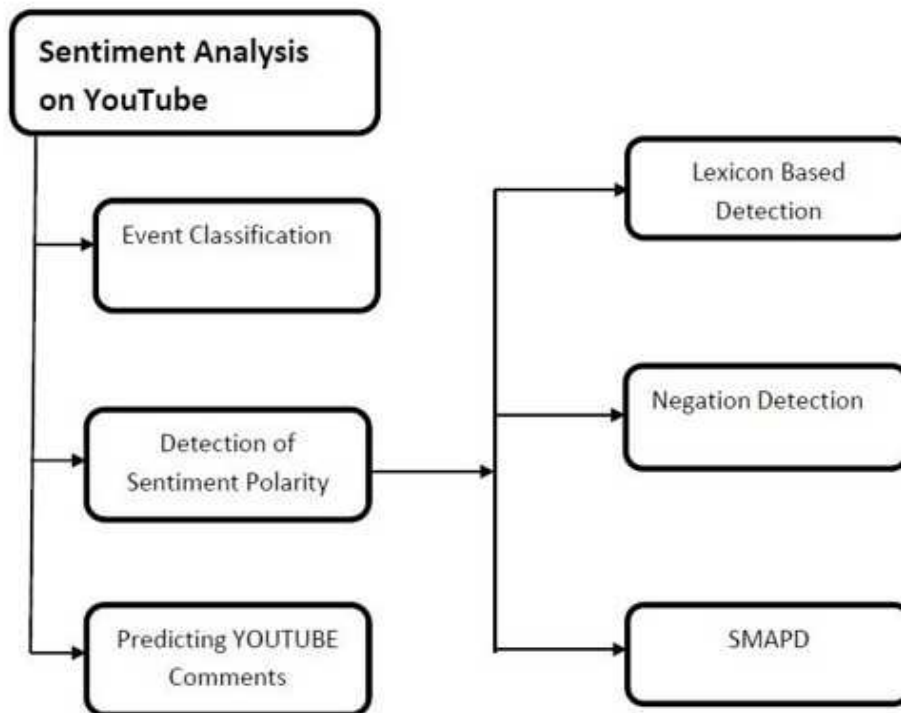 Sentiment Analysis
on YouTube
Event Classification
Detection of
Sentiment Polarity
Predicting YOUTUBE
Comments
Lexicon Based
Detection
Negation Detection
SMAPD